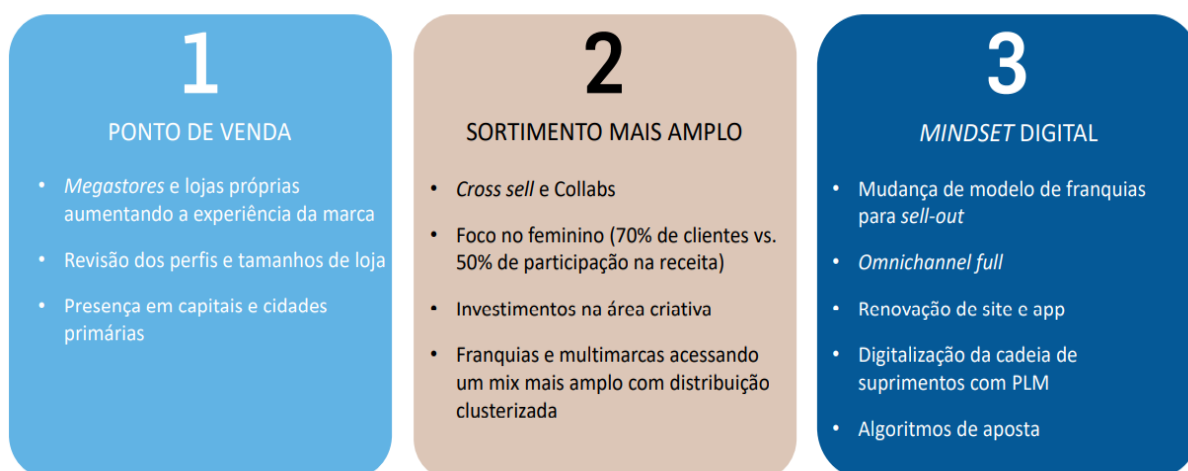 1
PONTO DE VENDA
• Megastores e lojas próprias
aumentando a experiência da marca
• Revisão dos perfis e tamanhos de loja
• Presença em capitais e cidades
primárias
2
SORTIMENTO MAIS AMPLO
• Cross sell e Collabs
• Foco no feminino (70% de clientes vs.
50% de participação na receita)
• Investimentos na área criativa
• Franquias e multimarcas acessando
um mix mais amplo com distribuição
clusterizada
3
MINDSET DIGITAL
• Mudança de modelo de franquias
para sell-out
• Omnichannel full
• Renovação de site e app
• Digitalização da cadeia de
suprimentos com PLM
• Algoritmos de aposta